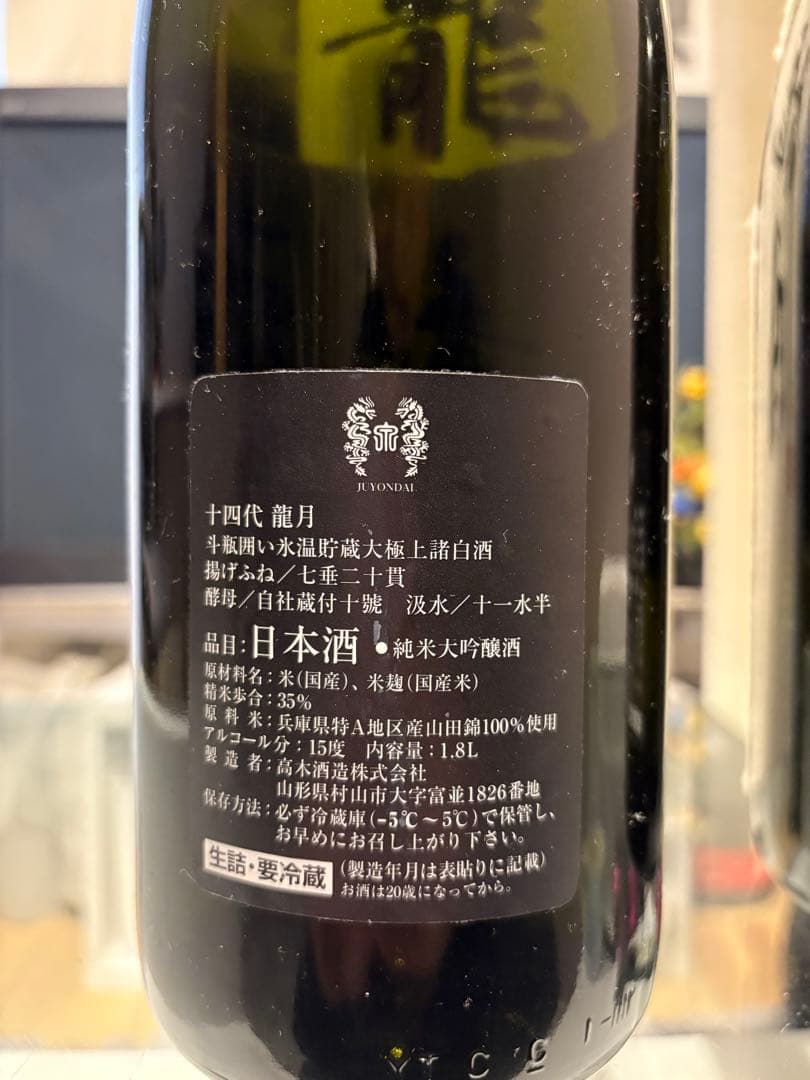 龍
JUYONDAI
十四代 龍月
斗瓶囲い氷温貯蔵大極上諸白酒
揚げふね／七垂二十貫
酵母／自社蔵付十號 汲水／十一水半
品目：日本酒・純米大吟醸酒
原材料名：米（国産）、米麹（国産米）
精米歩合：35%
原料米：兵庫県特A地区産山田錦100%使用
アルコール分：15度 内容量：1.8L
製造者：高木酒造株式会社
山形県村山市大字富並1826番地
保存方法：必ず冷蔵庫（-5℃～5℃）で保管し、
お早めにお召し上がり下さい。
生詰・要冷蔵 （製造年月は表貼りに記載）
お酒は20歳になってから。